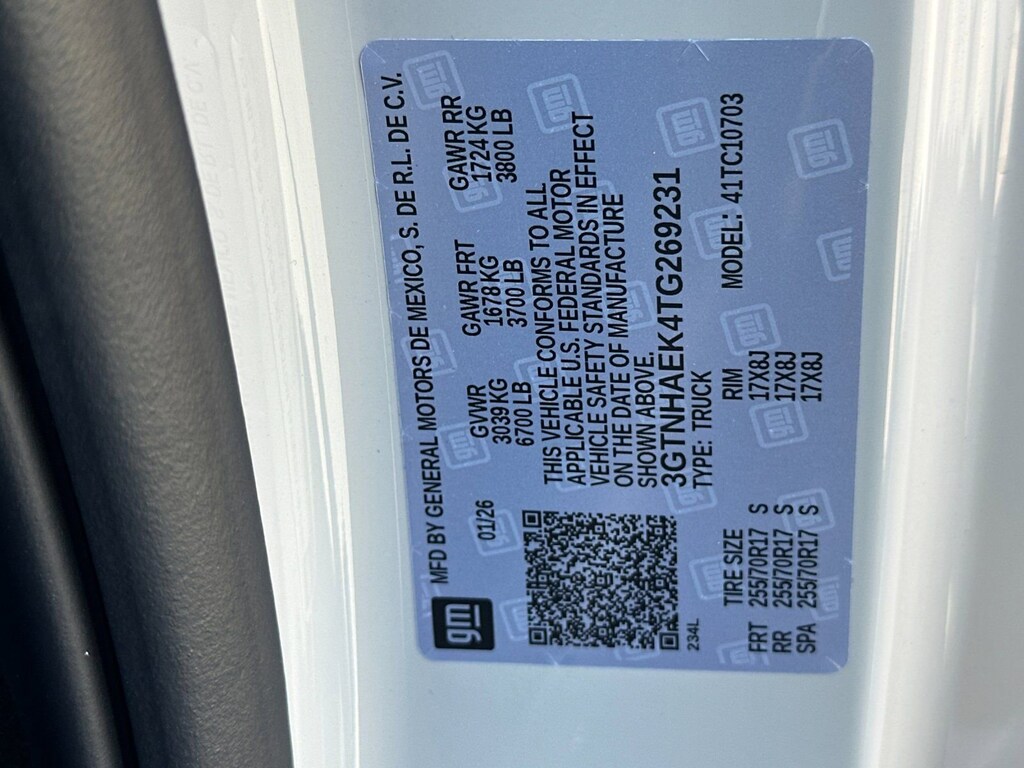 gm MFD BY GENERAL MOTORS DE MEXICO, S. DE R.L. DE C.V.
01/26 GVWR GAWR FRT GAWR RR
3039 KG 1678 KG 1724 KG
6700 LB 3700 LB 3800 LB
THIS VEHICLE CONFORMS TO ALL
APPLICABLE U.S. FEDERAL MOTOR
VEHICLE SAFETY STANDARDS IN EFFECT
ON THE DATE OF MANUFACTURE
SHOWN ABOVE.
3GTNHAEK4TG269231
234L TYPE: TRUCK
TIRE SIZE RIM MODEL: 41TC10703
FRT 255/70R17 S 17X8J
RR 255/70R17 S 17X8J
SPA 255/70R17 S 17X8J